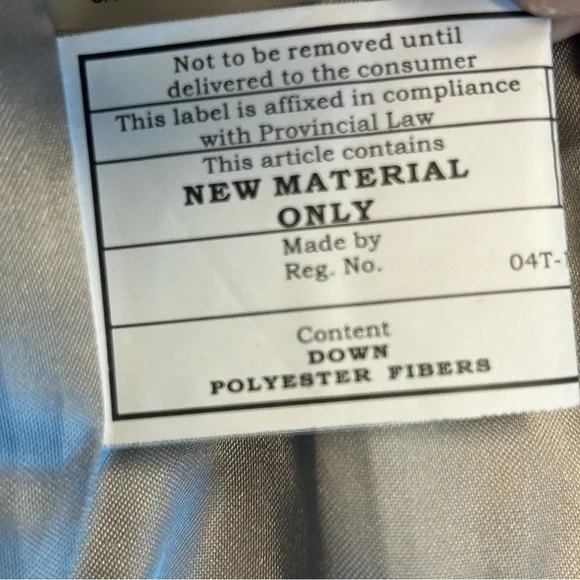 Not to be removed until
delivered to the consumer
This label is affixed in compliance
with Provincial Law
This article contains
NEW MATERIAL
ONLY
Made by
Reg. No. 04T-
Content
DOWN
POLYESTER FIBERS